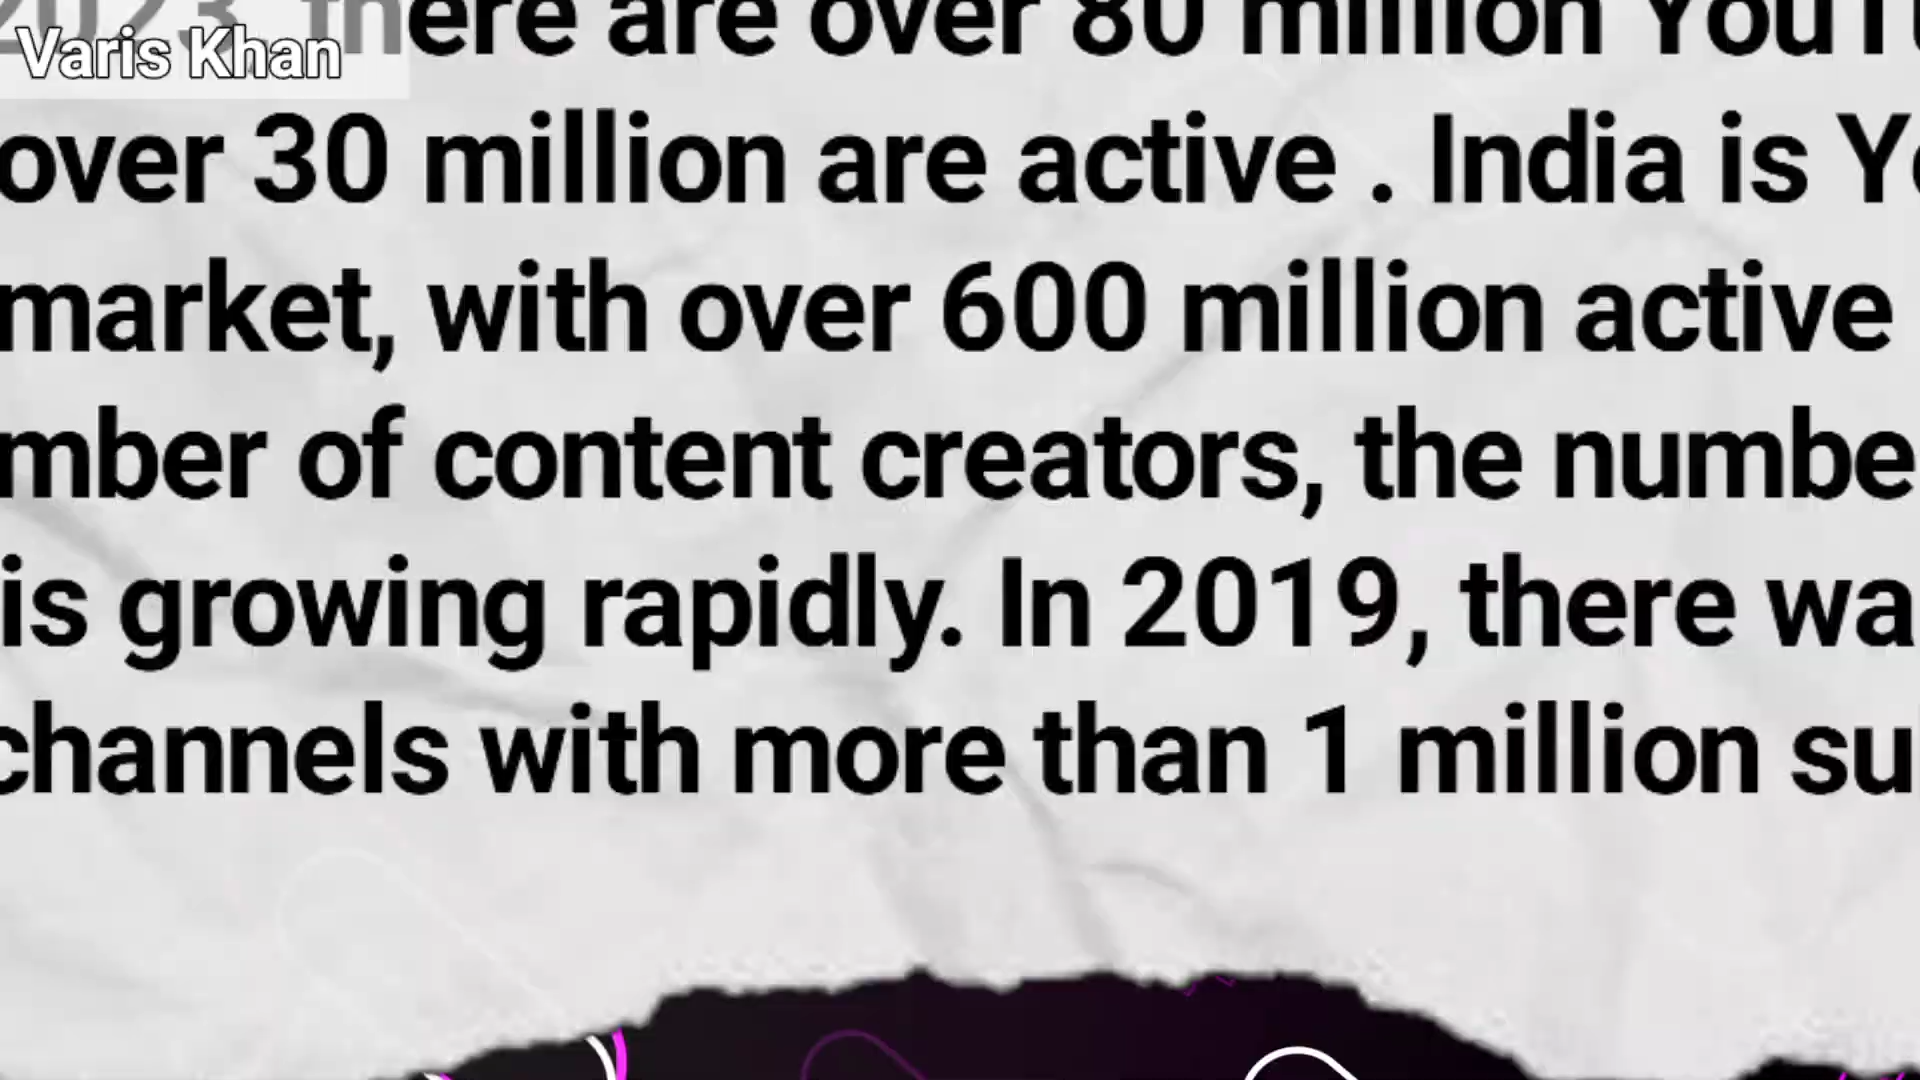 Varis Khan
2023, there are over 80 million YouTu
over 30 million are active . India is Yo
market, with over 600 million active
mber of content creators, the numbe
is growing rapidly. In 2019, there wa
channels with more than 1 million su